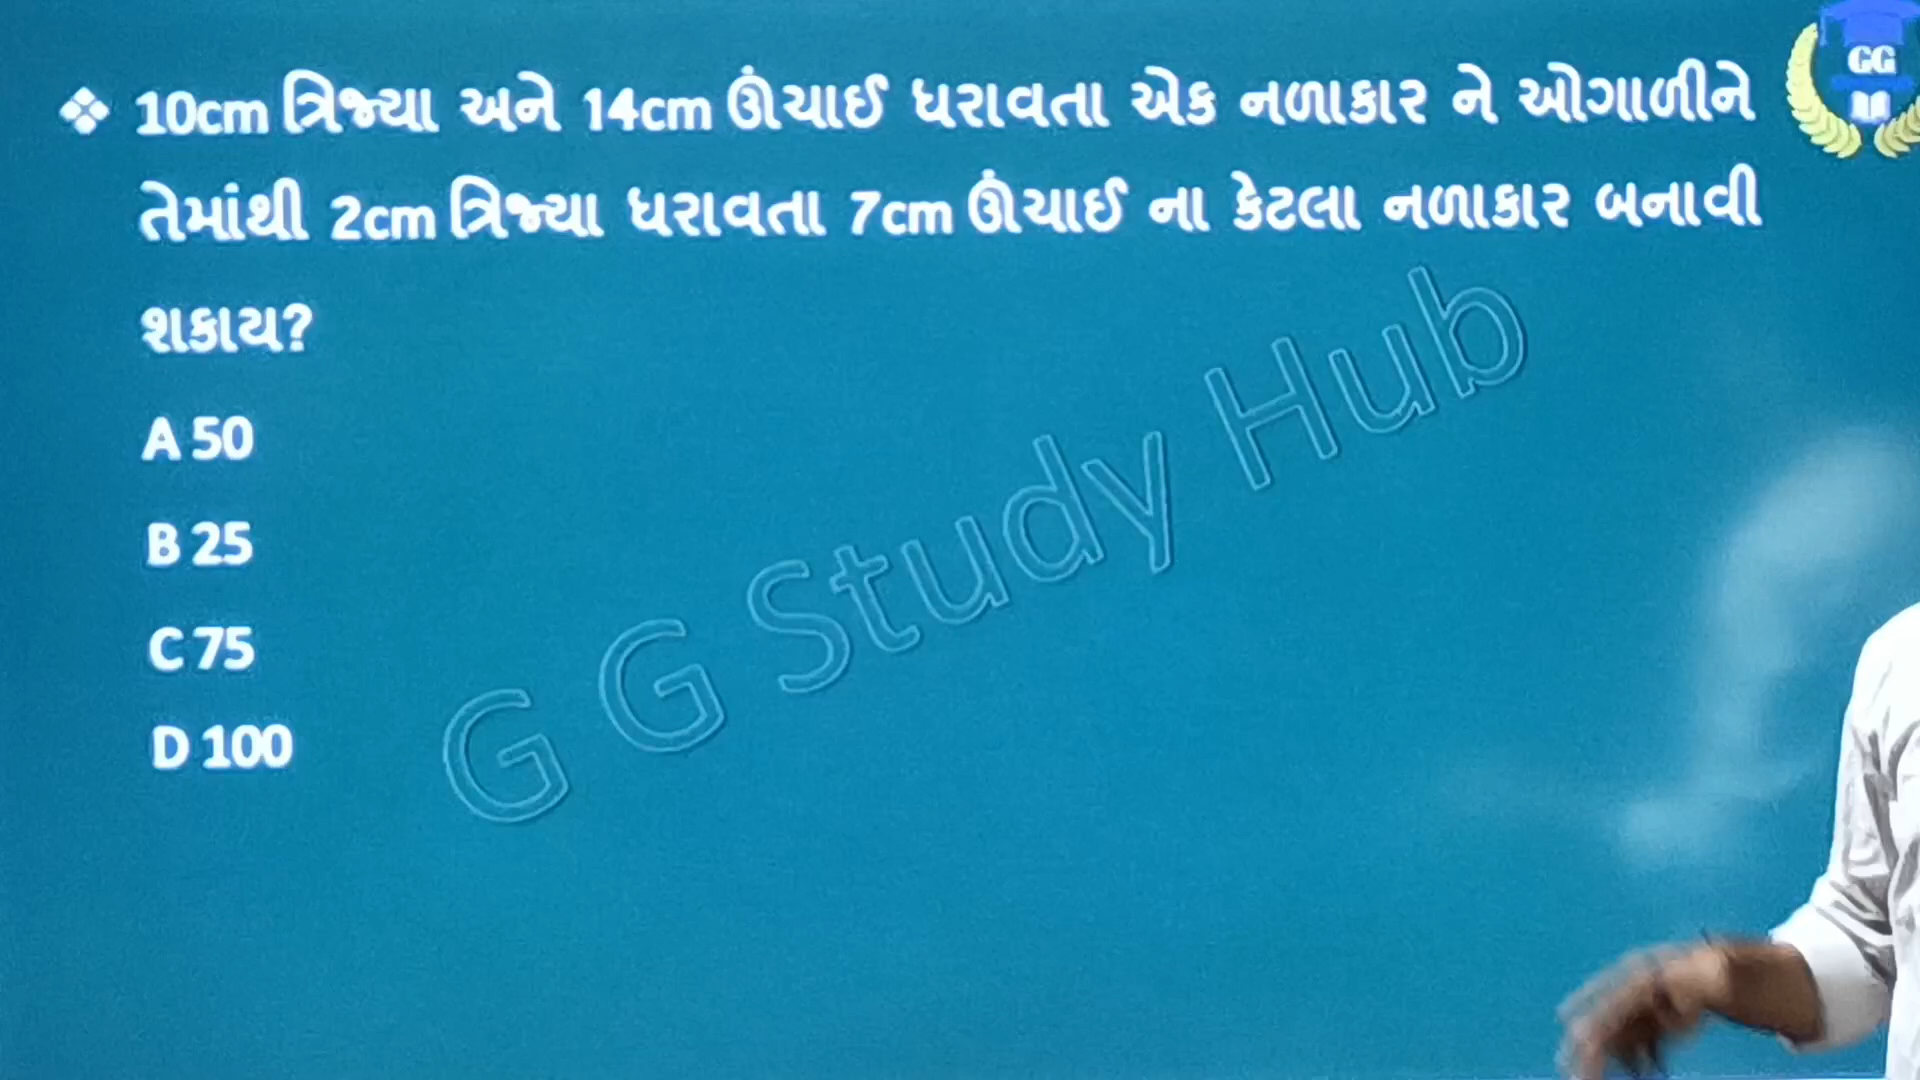 ❖ 10cm ત્રિજ્યા અને 14cm ઊંચાઈ ધરાવતા એક નળાકાર ને ઓગાળીને
તેમાંથી 2cm ત્રિજ્યા ધરાવતા 7cm ઊંચાઈ ના કેટલા નળાકાર બનાવી
શકાય?
A 50
B 25
C 75
D 100
G G Study Hub
GG